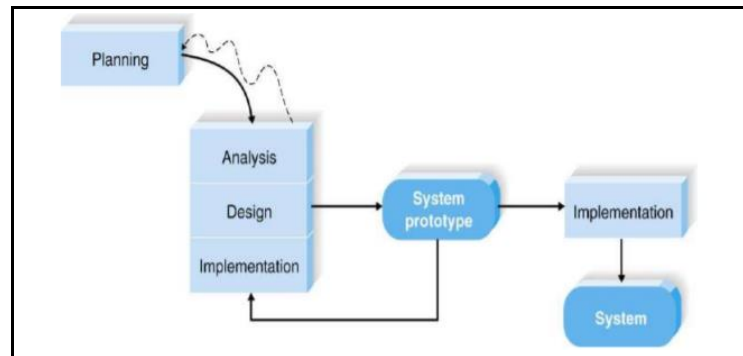 Planning
Analysis
Design
Implementation
System
prototype
Implementation
System